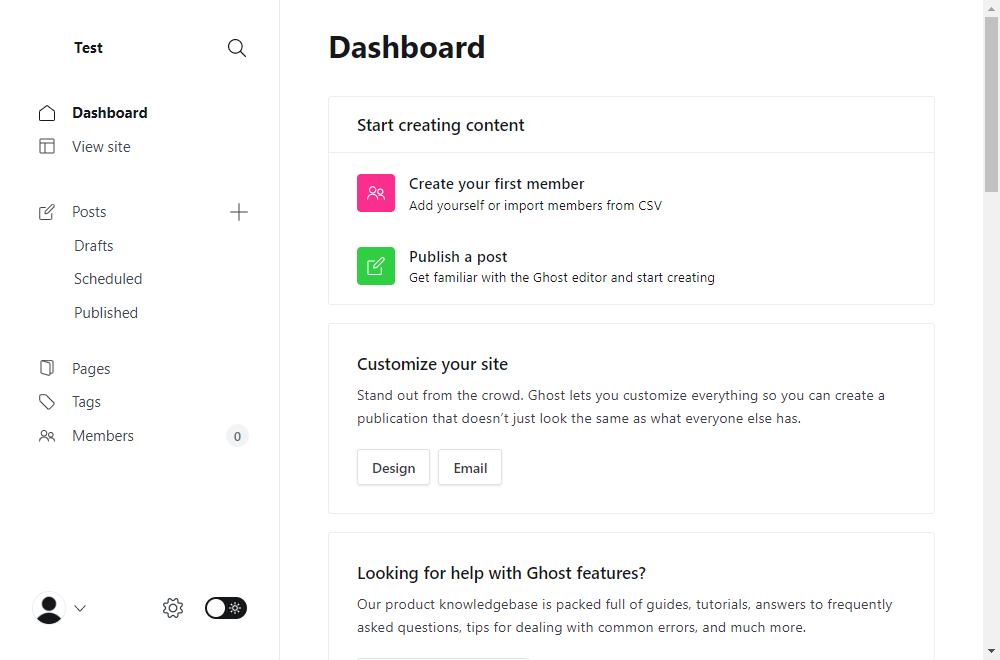 Test
Dashboard
View site
Posts
Drafts
Scheduled
Published
Pages
Tags
Members
0
Dashboard
Start creating content
Create your first member
Add yourself or import members from CSV
Publish a post
Get familiar with the Ghost editor and start creating
Customize your site
Stand out from the crowd. Ghost lets you customize everything so you can create a
publication that doesn’t just look the same as what everyone else has.
Design
Email
Looking for help with Ghost features?
Our product knowledgebase is packed full of guides, tutorials, answers to frequently
asked questions, tips for dealing with common errors, and much more.